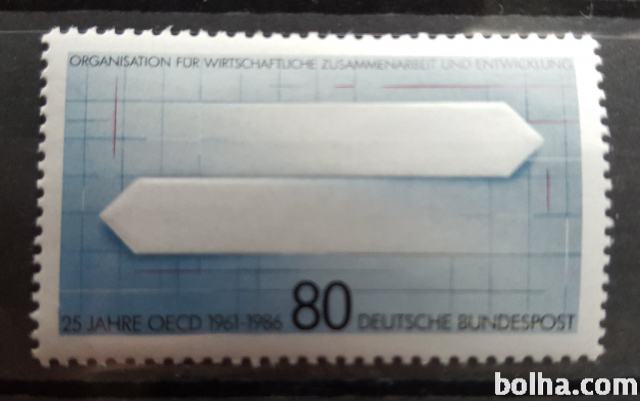 ORGANISATION FÜR WIRTSCHAFTLICHE ZUSAMMENARBEIT UND ENTWICKLUNG
25 JAHRE OECD 1961-1986 80 DEUTSCHE BUNDESPOST
bolha.com